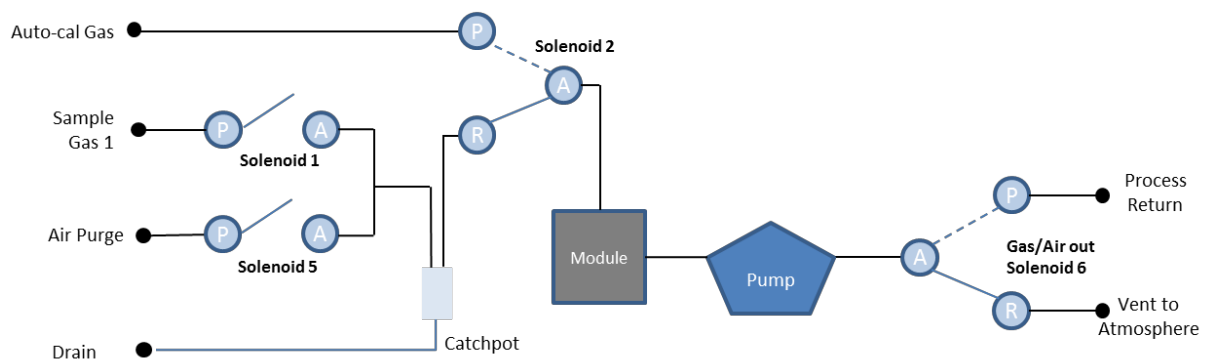 Auto-cal Gas
P
Solenoid 2
A
Sample
Gas 1
P
A
R
Solenoid 1
Air Purge
P
A
Solenoid 5
Module
Pump
A
P
Process
Return
Gas/Air out
Solenoid 6
R
Vent to
Atmosphere
Drain
Catchpot